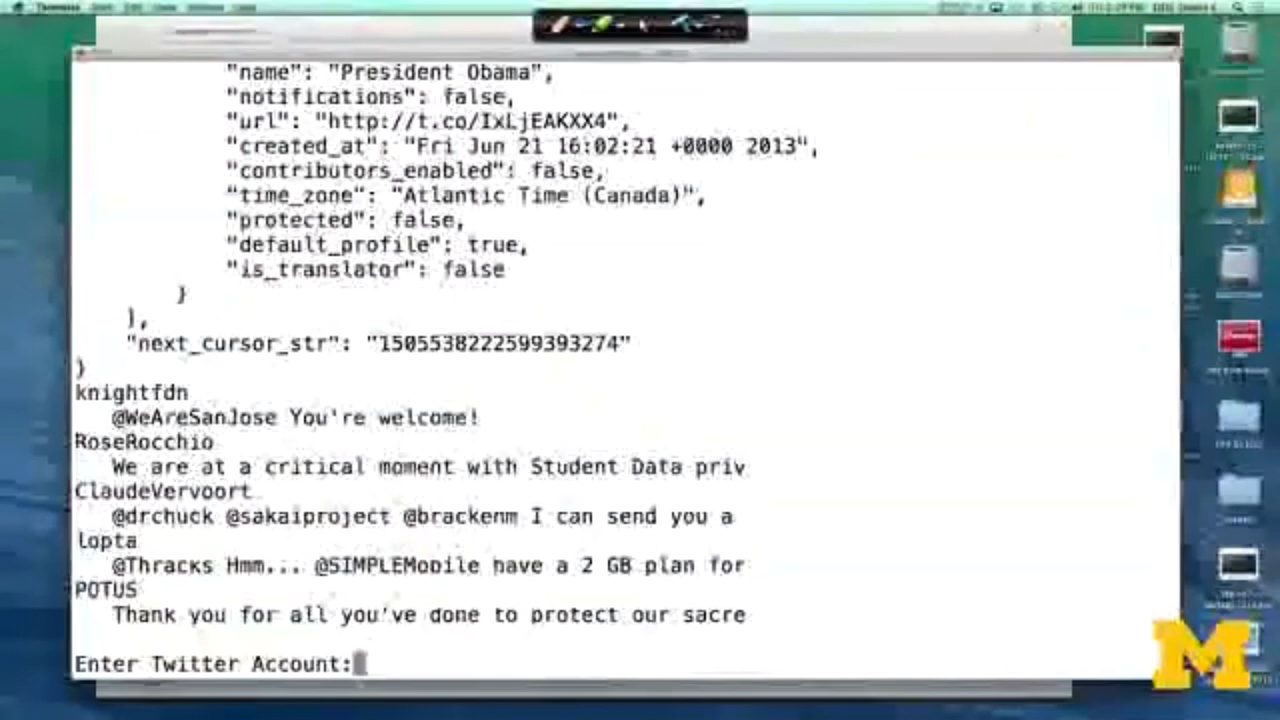 "name": "President Obama",
"notifications": false,
"url": "http://t.co/IxLjEAKXX4",
"created_at": "Fri Jun 21 16:02:21 +0000 2013",
"contributors_enabled": false,
"time_zone": "Atlantic Time (Canada)",
"protected": false,
"default_profile": true,
"is_translator": false
}
],
"next_cursor_str": "1505538222599393274"
}
knightfdn
@WeAreSanJose You're welcome!
RoseRocchio
We are at a critical moment with Student Data priv
ClaudeVervoort
@drchuck @sakaiproject @brackenm I can send you a
lopta
@Thracks Hmm... @SIMPLEMobile have a 2 GB plan for
POTUS
Thank you for all you've done to protect our sacre
Enter Twitter Account:
M